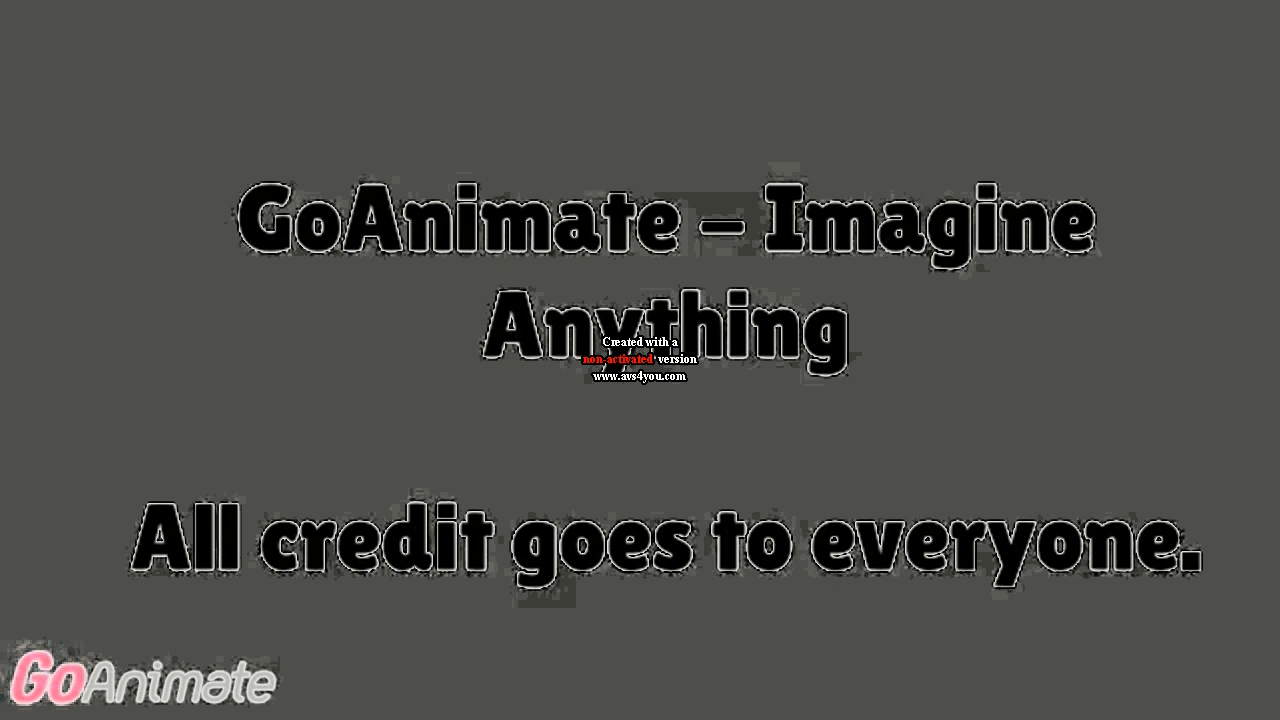 GoAnimate – Imagine
Anything
Created with a
non-activated version
www.avs4you.com
All credit goes to everyone.
GoAnimate